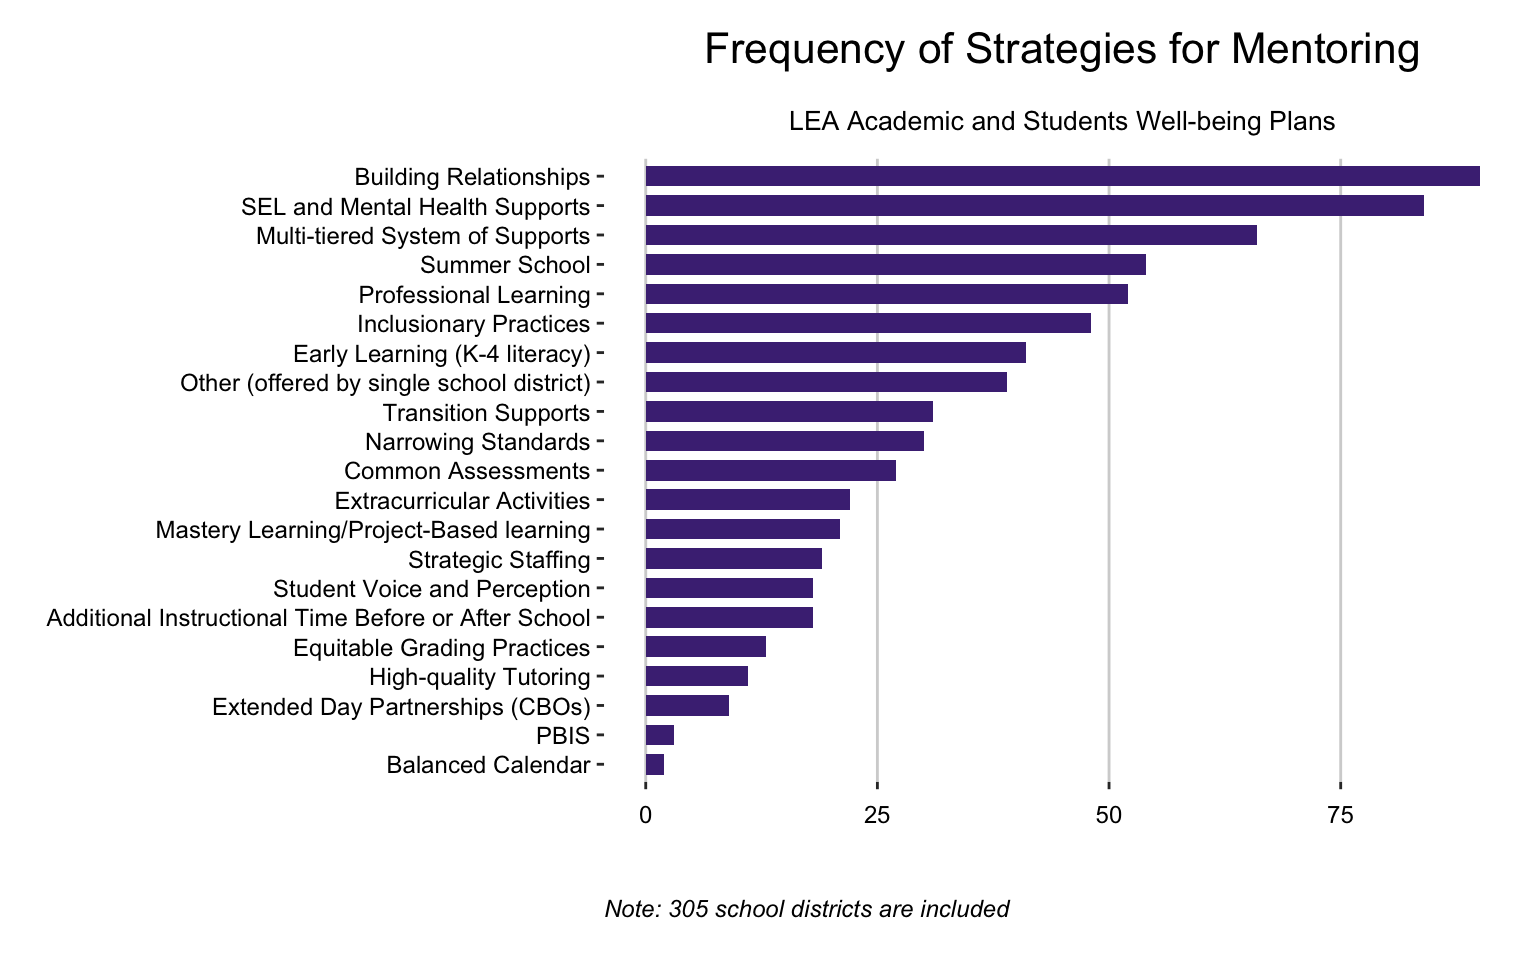 Frequency of Strategies for Mentoring
LEA Academic and Students Well-being Plans
Building Relationships
SEL and Mental Health Supports
Multi-tiered System of Supports
Summer School
Professional Learning
Inclusionary Practices
Early Learning (K-4 literacy)
Other (offered by single school district)
Transition Supports
Narrowing Standards
Common Assessments
Extracurricular Activities
Mastery Learning/Project-Based learning
Strategic Staffing
Student Voice and Perception
Additional Instructional Time Before or After School
Equitable Grading Practices
High-quality Tutoring
Extended Day Partnerships (CBOs)
PBIS
Balanced Calendar
0 25 50 75
Note: 305 school districts are included